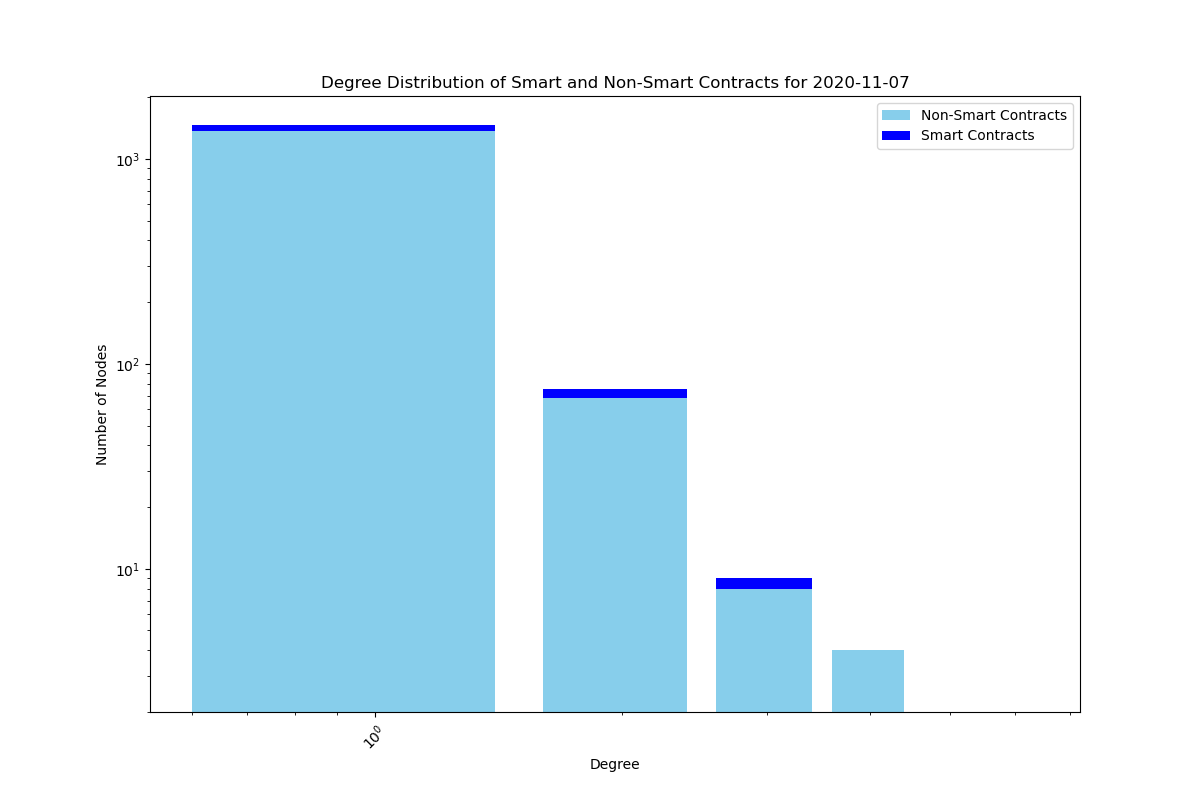 Degree Distribution of Smart and Non-Smart Contracts for 2020-11-07
Non-Smart Contracts
Smart Contracts
Number of Nodes
10³
10²
10¹
10⁰
Degree